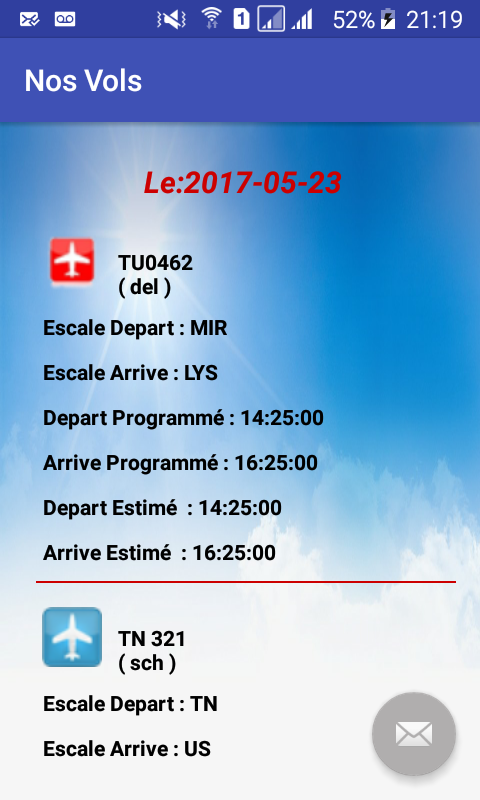 1 52% 21:19
Nos Vols
Le:2017-05-23
TU0462
( del )
Escale Depart : MIR
Escale Arrive : LYS
Depart Programmé : 14:25:00
Arrive Programmé : 16:25:00
Depart Estimé  : 14:25:00
Arrive Estimé  : 16:25:00
TN 321
( sch )
Escale Depart : TN
Escale Arrive : US